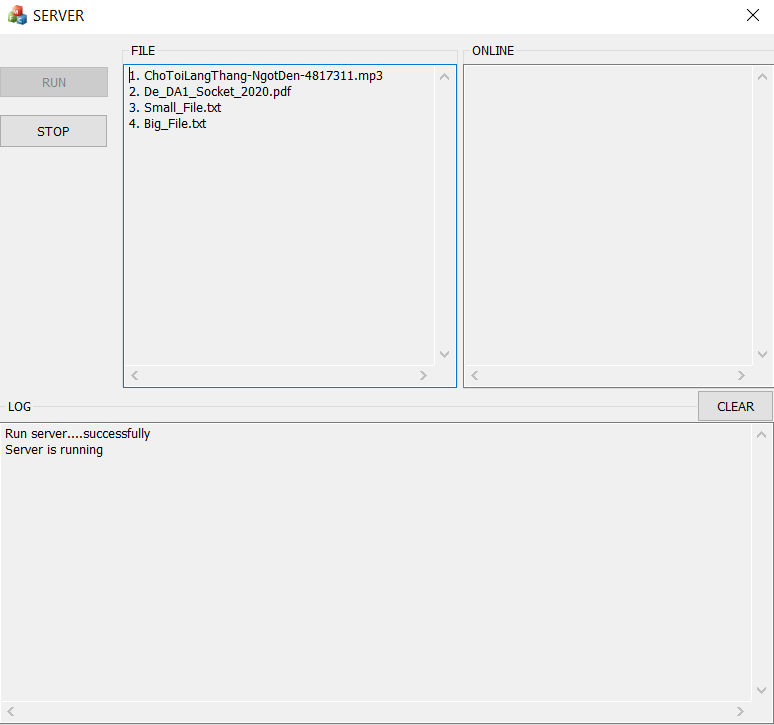 SERVER
RUN
STOP
FILE
1. ChoToiLangThang-NgotDen-4817311.mp3
2. De_DA1_Socket_2020.pdf
3. Small_File.txt
4. Big_File.txt
ONLINE
LOG
CLEAR
Run server....successfully
Server is running